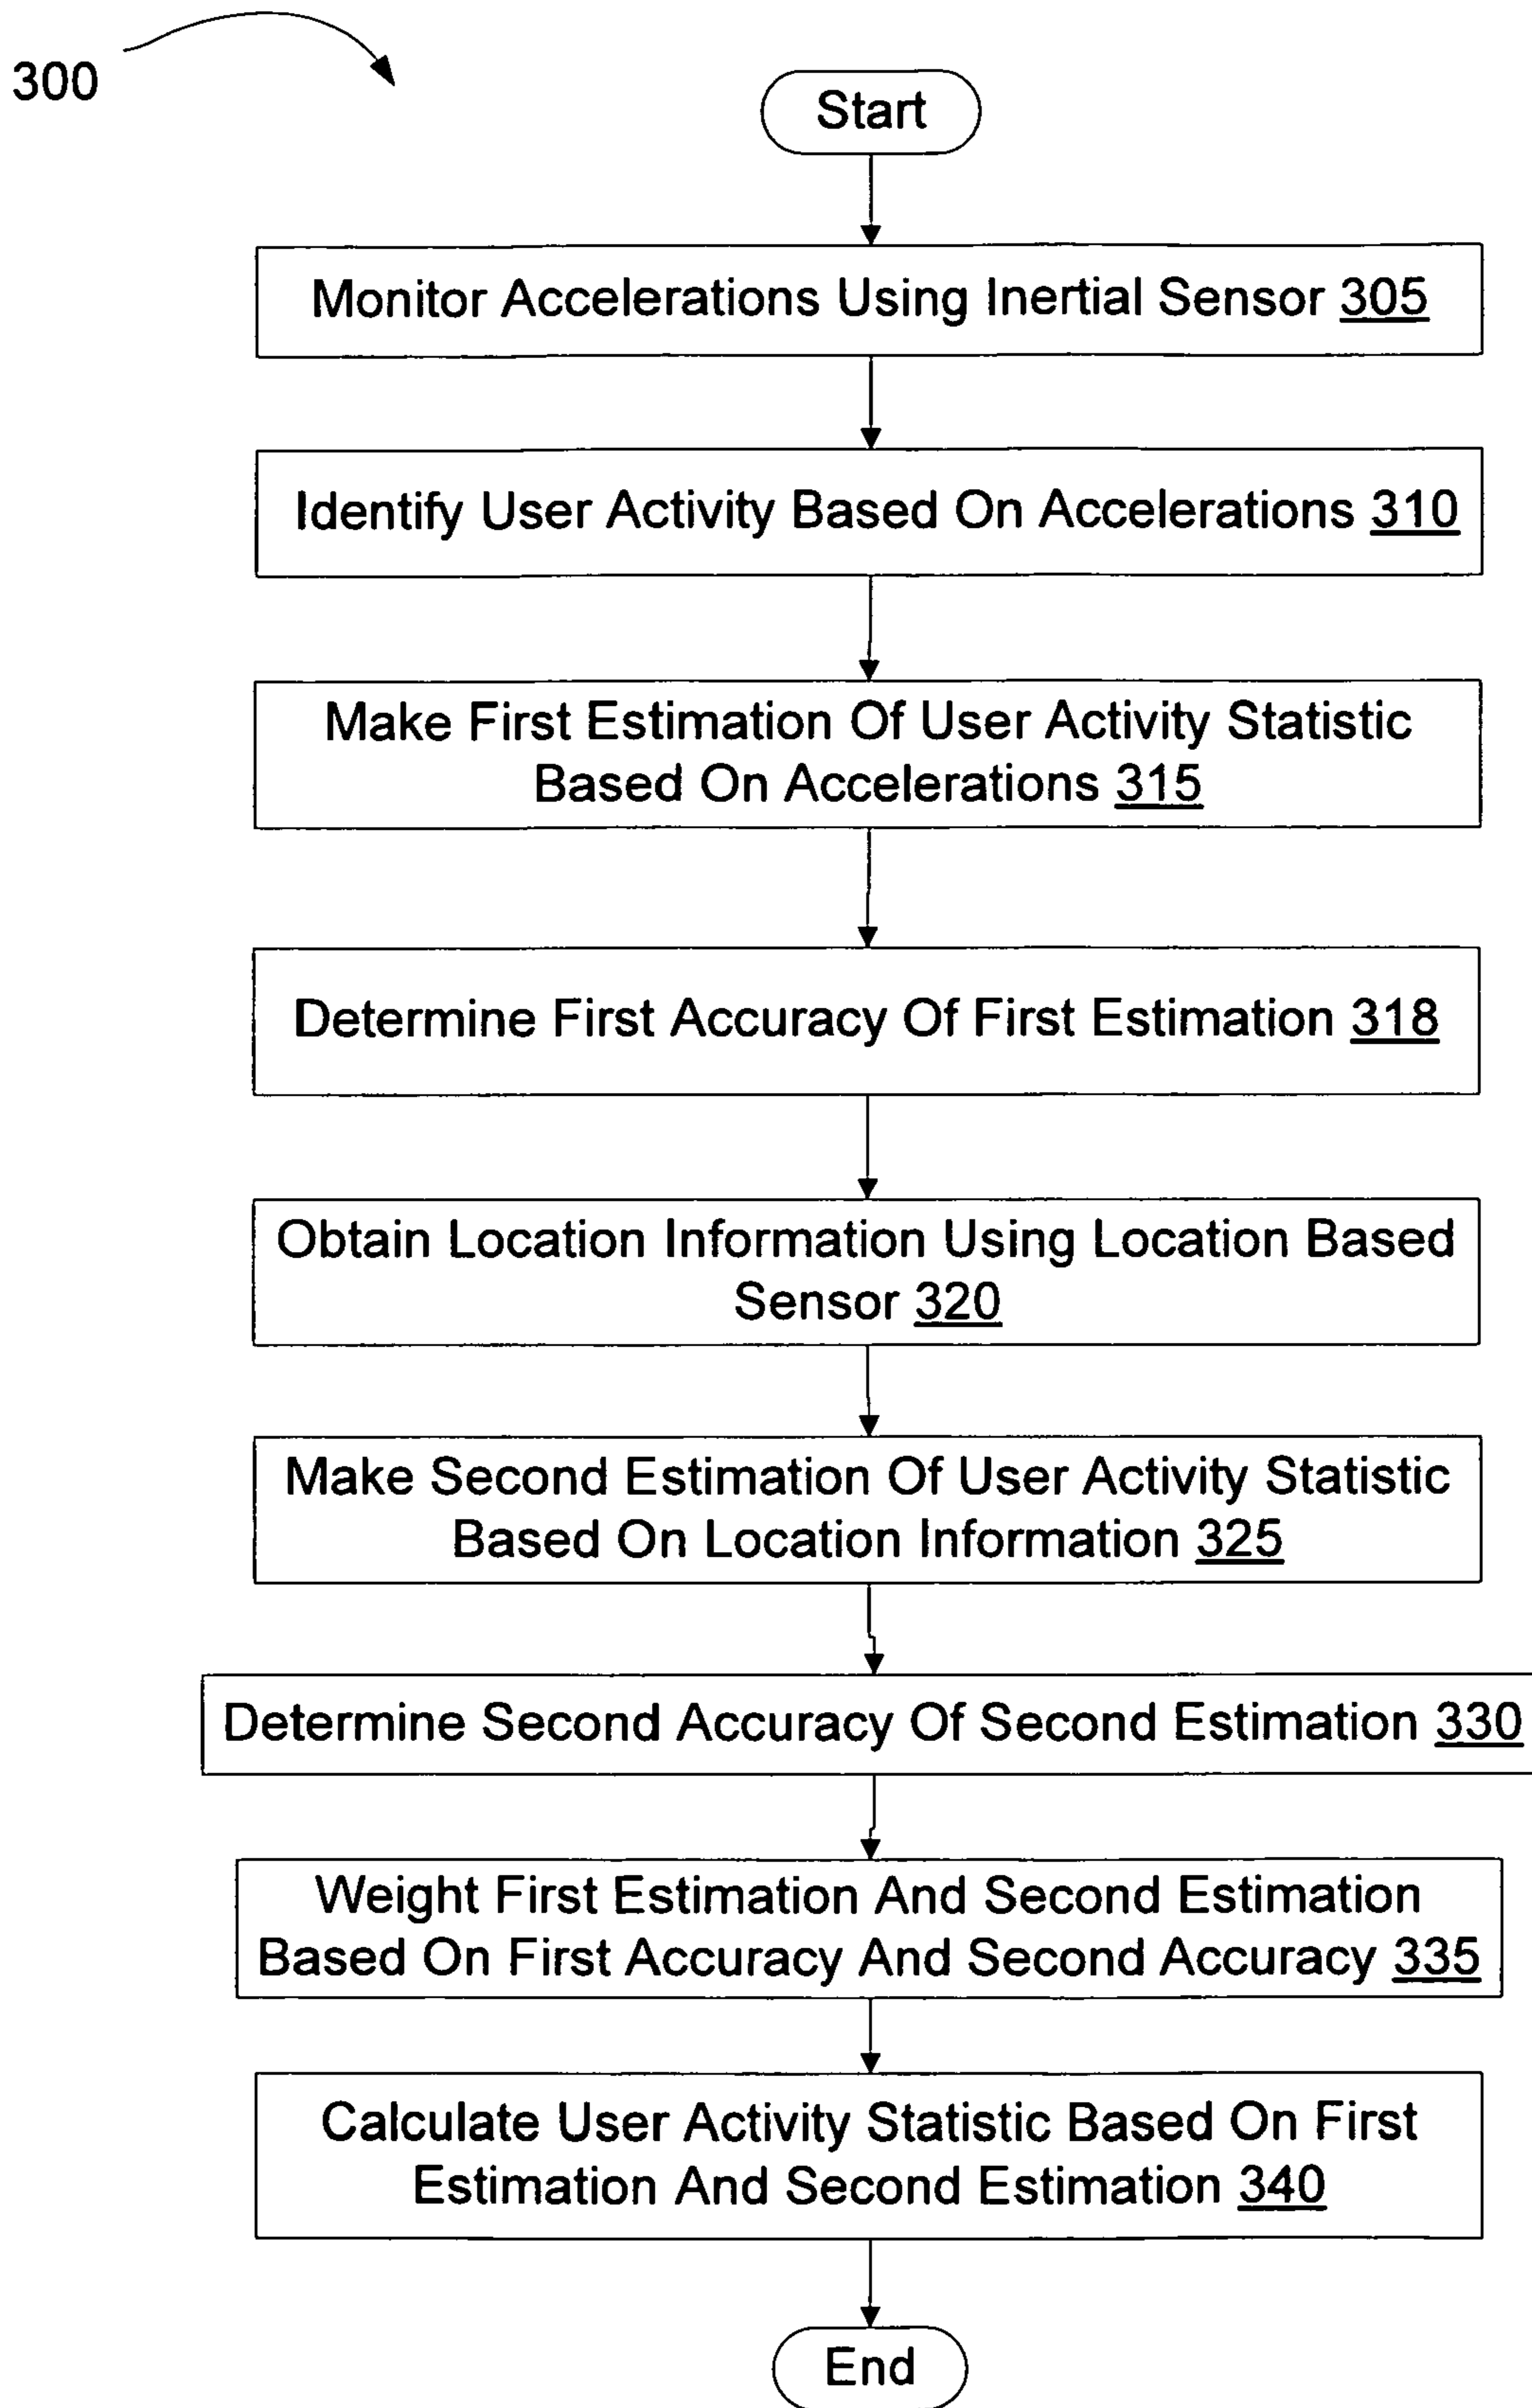 300
Start
Monitor Accelerations Using Inertial Sensor 305
Identify User Activity Based On Accelerations 310
Make First Estimation Of User Activity Statistic
Based On Accelerations 315
Determine First Accuracy Of First Estimation 318
Obtain Location Information Using Location Based
Sensor 320
Make Second Estimation Of User Activity Statistic
Based On Location Information 325
Determine Second Accuracy Of Second Estimation 330
Weight First Estimation And Second Estimation
Based On First Accuracy And Second Accuracy 335
Calculate User Activity Statistic Based On First
Estimation And Second Estimation 340
End